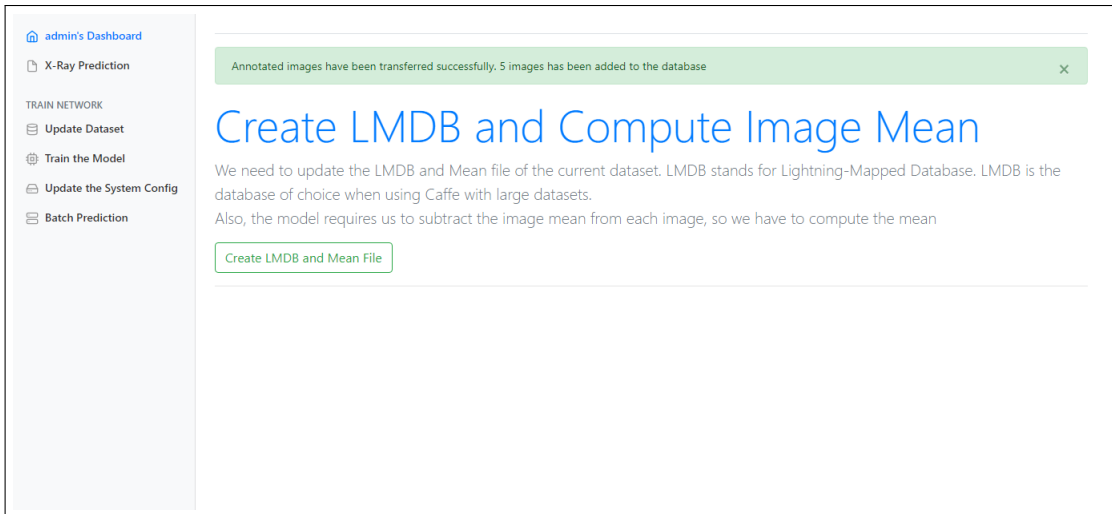 admin's Dashboard
X-Ray Prediction
TRAIN NETWORK
Update Dataset
Train the Model
Update the System Config
Batch Prediction
Annotated images have been transferred successfully. 5 images has been added to the database ×
Create LMDB and Compute Image Mean
We need to update the LMDB and Mean file of the current dataset. LMDB stands for Lightning-Mapped Database. LMDB is the
database of choice when using Caffe with large datasets.
Also, the model requires us to subtract the image mean from each image, so we have to compute the mean
Create LMDB and Mean File